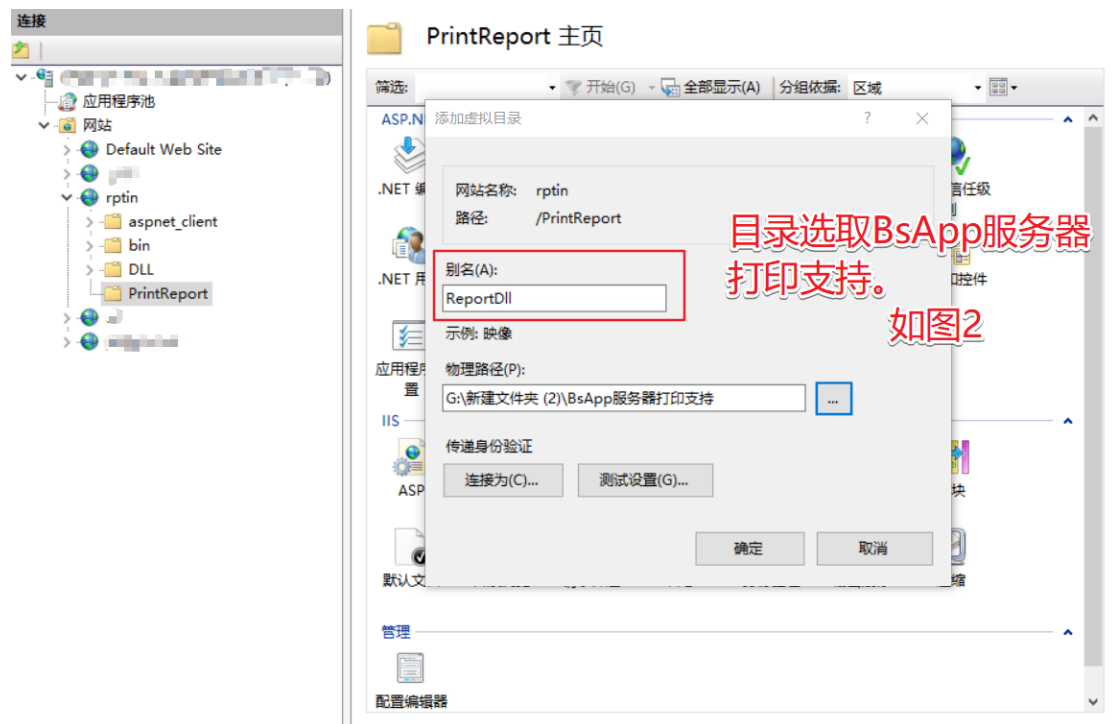 连接
应用程序池
网站
Default Web Site
rptin
aspnet_client
bin
DLL
PrintReport
PrintReport 主页
筛选:
开始(G)
全部显示(A)
分组依据:
区域
ASP.N
.NET 编
信任级
.NET 用
控件
应用程序
置
IIS
ASP
块
默认文
缩
管理
配置编辑器
添加虚拟目录
?
网站名称: rptin
路径: /PrintReport
别名(A):
ReportDll
示例: 映像
物理路径(P):
G:\新建文件夹 (2)\BsApp服务器打印支持
...
传递身份验证
连接为(C)...
测试设置(G)...
确定
取消
目录选取BsApp服务器
打印支持。
如图2